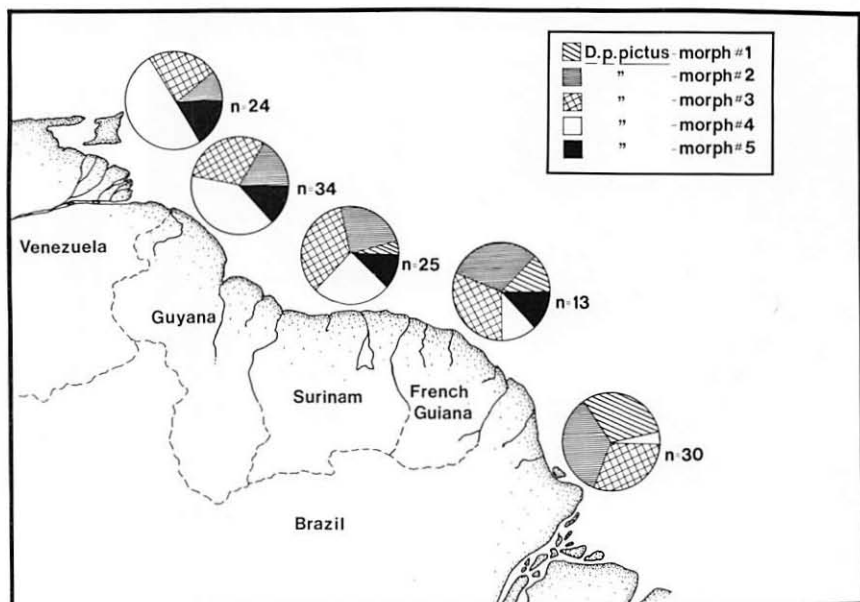 D.p.pictus - morph #1
" - morph #2
" - morph #3
" - morph #4
" - morph #5
n=24
n=34
n=25
n=13
n=30
Venezuela
Guyana
Surinam
French
Guiana
Brazil